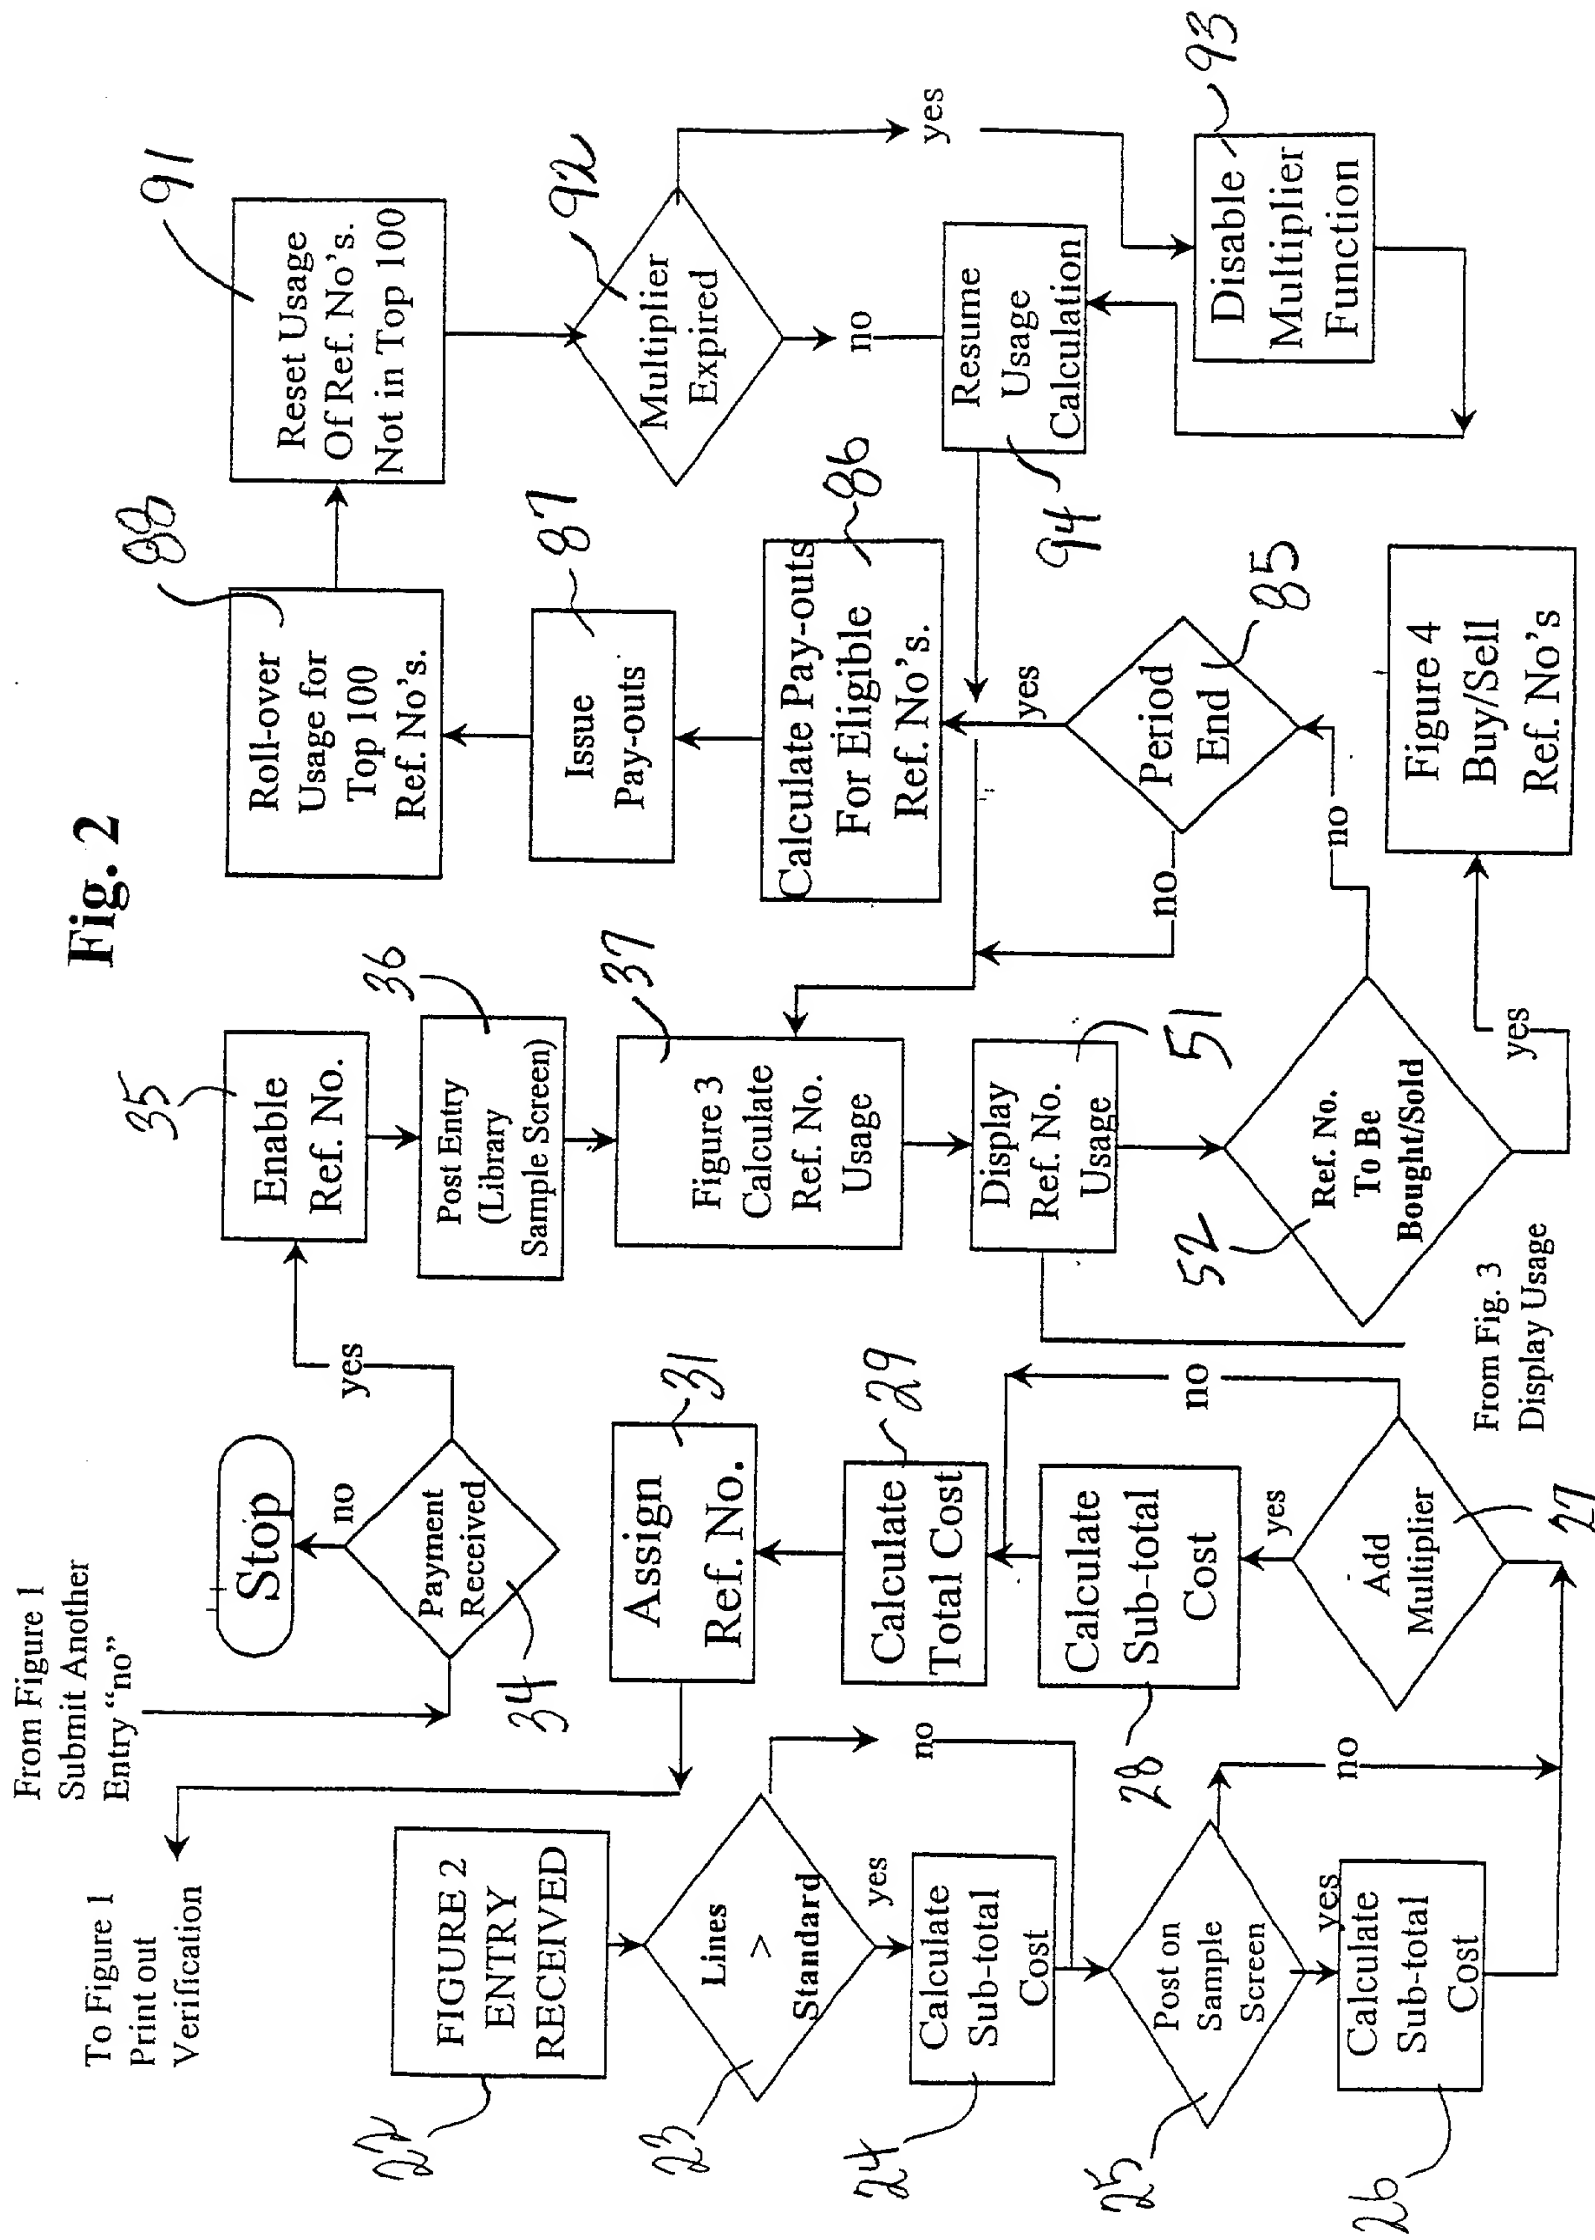 Fig. 2
To Figure 1
Print out
Verification
From Figure 1
Submit Another
Entry “no”
22
FIGURE 2
ENTRY
RECEIVED
23
Lines
>
Standard
yes
no
24
Calculate
Sub-total
Cost
25
Post on
Sample
Screen
yes
no
26
Calculate
Sub-total
Cost
27
Add
Multiplier
yes
no
28
Calculate
Sub-total
Cost
29
Calculate
Total Cost
31
Assign
Ref. No.
34
Payment
Received
no
Stop
yes
35
Enable
Ref. No.
36
Post Entry
(Library
Sample Screen)
37
Figure 3
Calculate
Ref. No.
Usage
51
Display
Ref. No.
Usage
From Fig. 3
Display Usage
52
Ref. No.
To Be
Bought/Sold
yes
no
Figure 4
Buy/Sell
Ref. No's
85
Period
End
no
yes
86
Calculate Pay-outs
For Eligible
Ref. No's.
87
Issue
Pay-outs
88
Roll-over
Usage for
Top 100
Ref. No's.
91
Reset Usage
Of Ref. No's.
Not in Top 100
92
Multiplier
Expired
no
yes
93
Disable
Multiplier
Function
94
Resume
Usage
Calculation